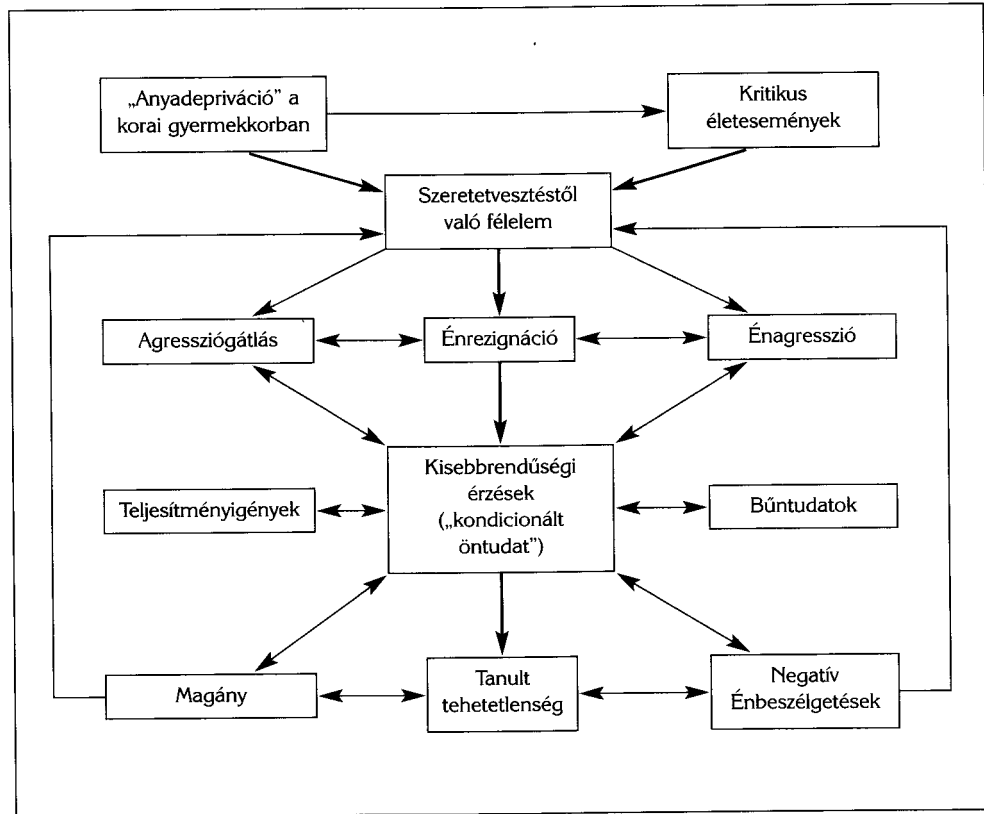 „Anyadepriváció” a
korai gyermekkorban
Kritikus
életesemények
Szeretetvesztéstől
való félelem
Agressziógátlás
Énrezignáció
Énagresszió
Kisebbrendűségi
érzések
(„kondicionált
öntudat”)
Teljesítményigények
Bűntudatok
Magány
Tanult
tehetetlenség
Negatív
Énbeszélgetések